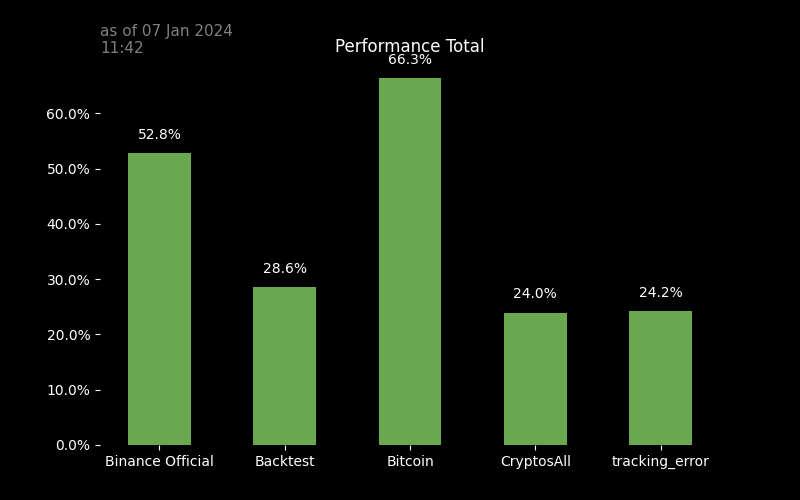 as of 07 Jan 2024
11:42
Performance Total
66.3%
60.0%
52.8%
50.0%
40.0%
30.0%
28.6%
24.0%
24.2%
20.0%
10.0%
0.0%
Binance Official
Backtest
Bitcoin
CryptosAll
tracking_error